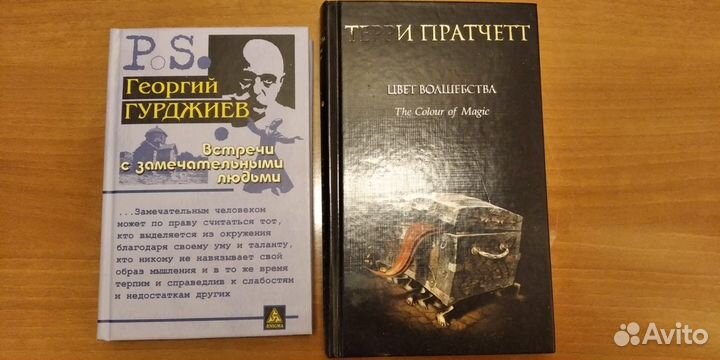 P.S.
Георгий
ГУРДЖИЕВ
Встречи
с замечательными
людьми
...Замечательным человеком
может по праву считаться тот,
кто выделяется из окружения
благодаря своему уму и таланту,
кто никому не навязывает свой
образ мышления и в то же время
терпим и справедлив к слабостям
и недостаткам других
ENIGMA
ТЕРРИ ПРАТЧЕТТ
ЦВЕТ ВОЛШЕБСТВА
The Colour of Magic
Avito